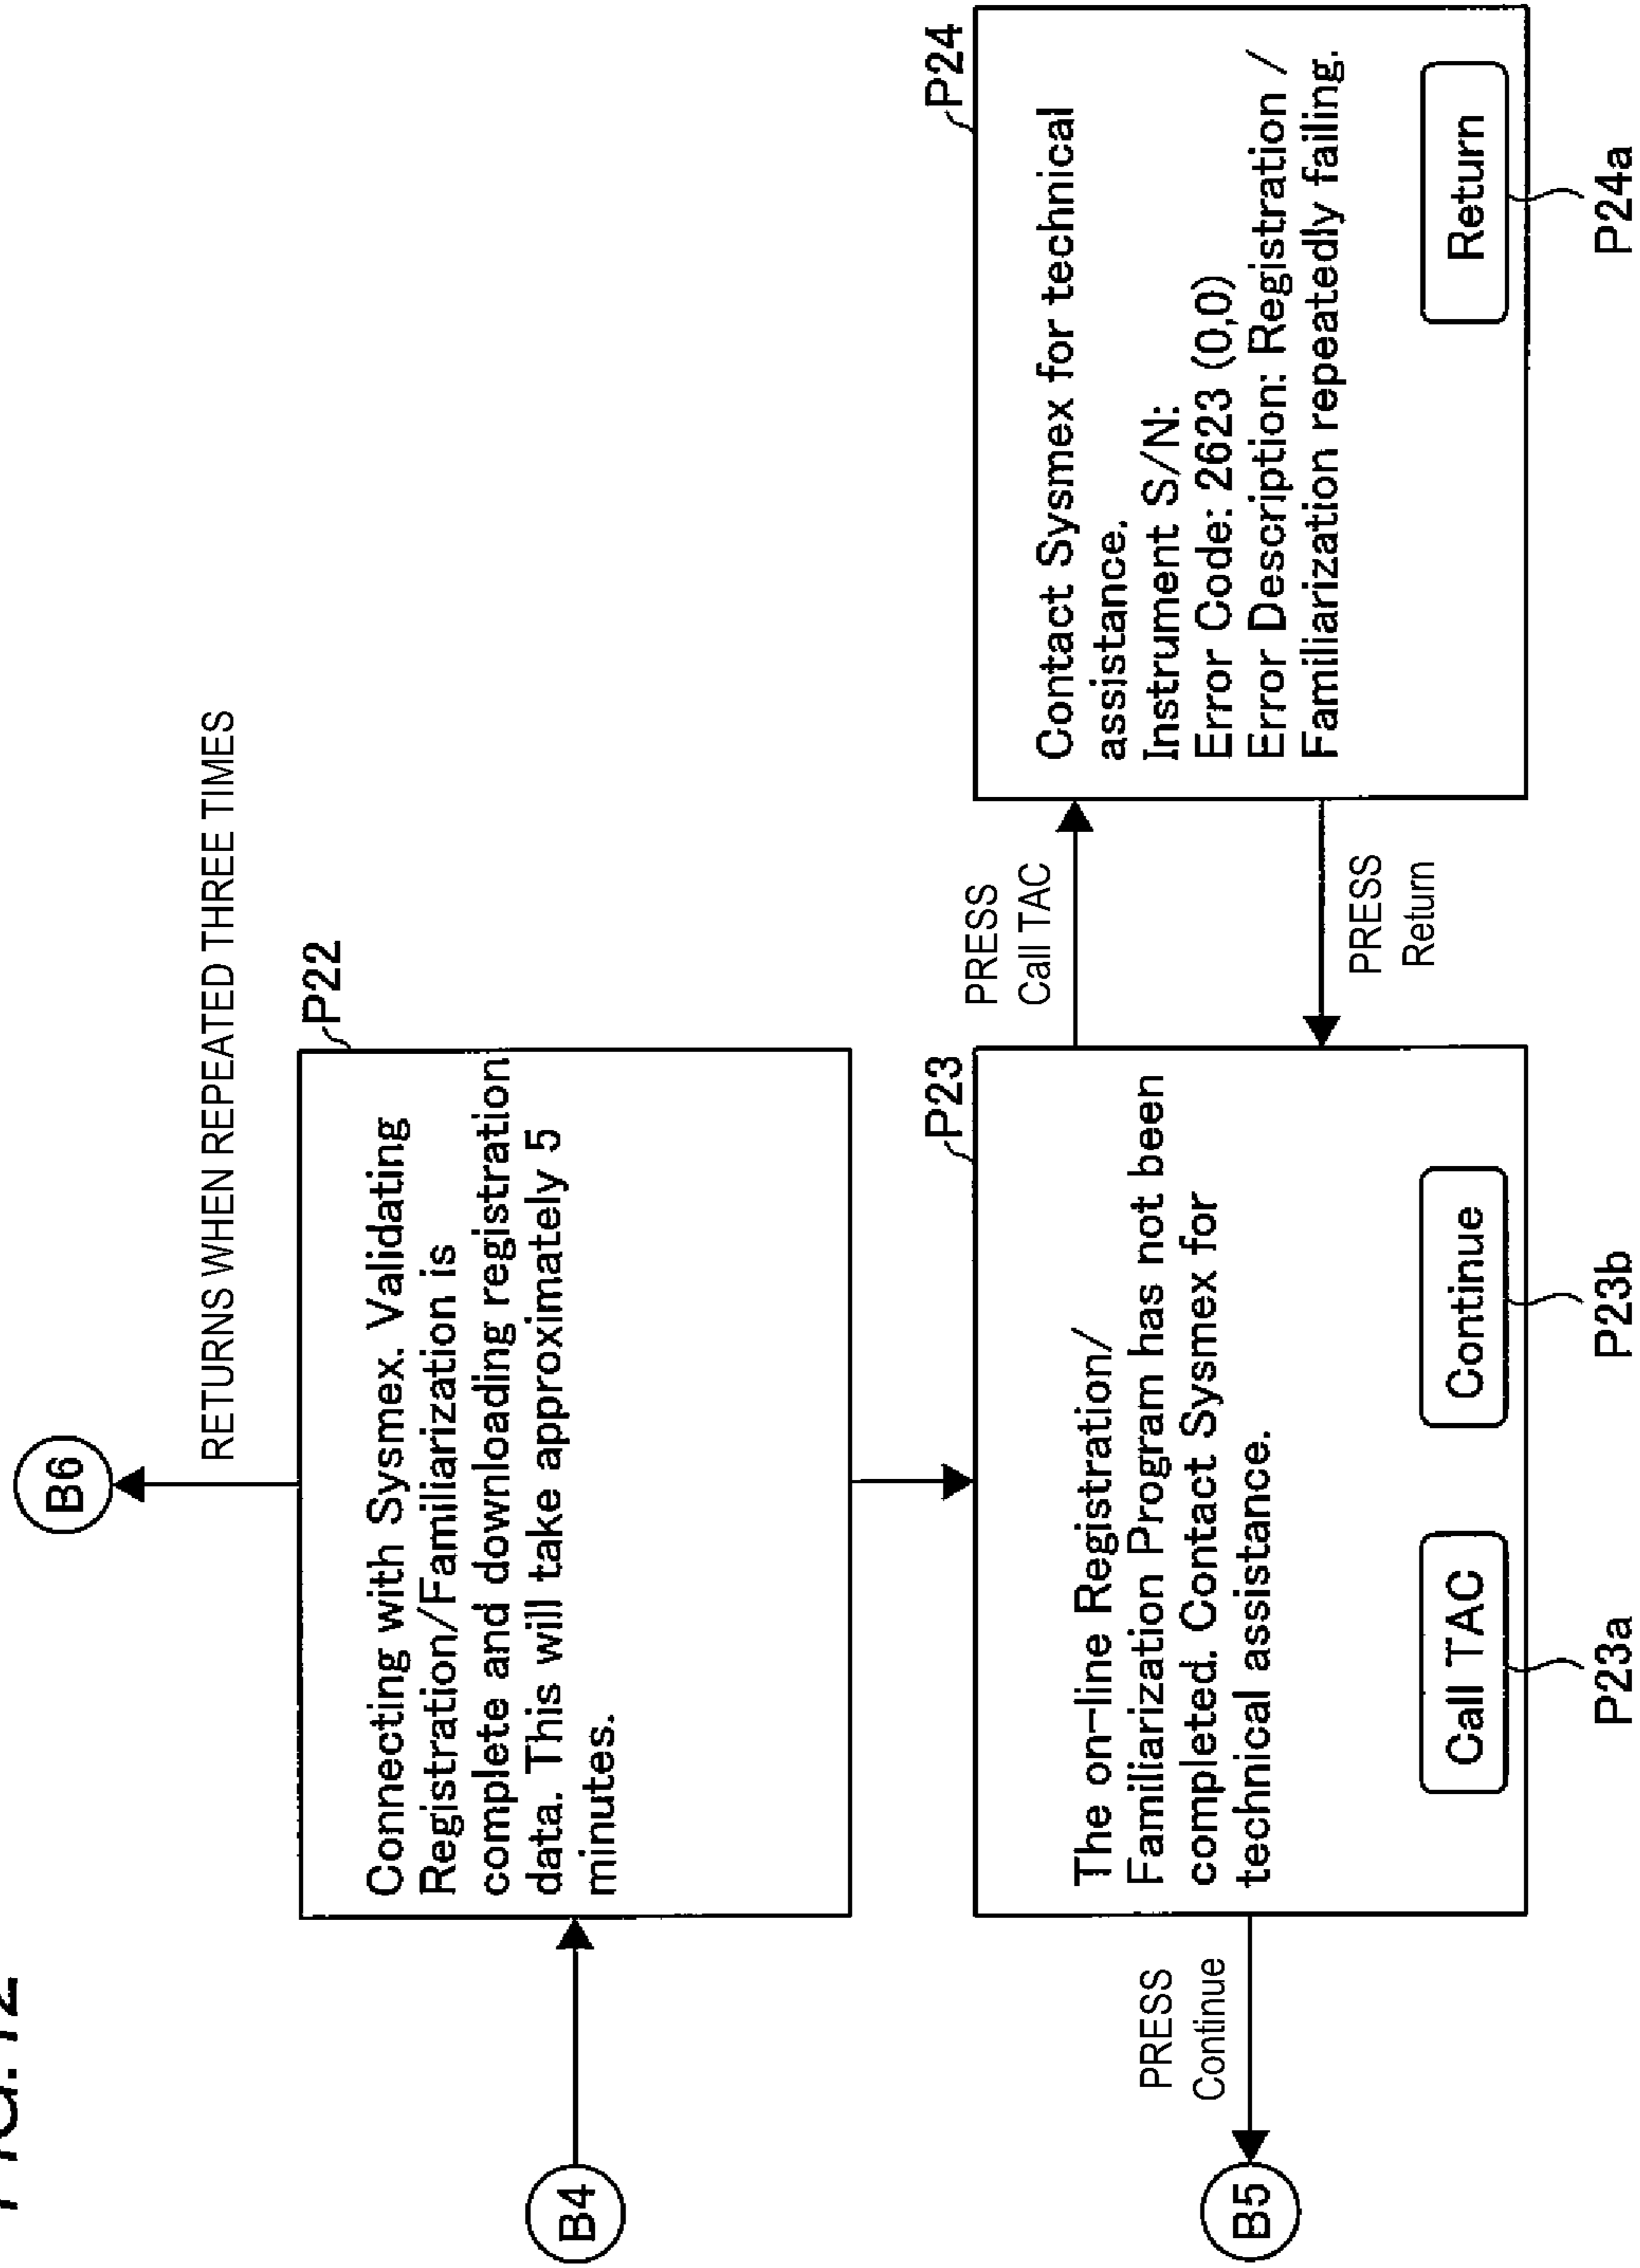 B6
RETURNS WHEN REPEATED THREE TIMES
P22
Connecting with Sysmex. Validating
Registration/Familiarization is
complete and downloading registration
data. This will take approximately 5
minutes.
B4
P23
The on-line Registration/
Familiarization Program has not been
completed. Contact Sysmex for
technical assistance.
Call TAC
Continue
P23a
P23b
PRESS
Continue
B5
PRESS
Call TAC
PRESS
Return
P24
Contact Sysmex for technical
assistance.
Instrument S/N:
Error Code: 2623 (0,0)
Error Description: Registration /
Familiarization repeatedly failing.
Return
P24a